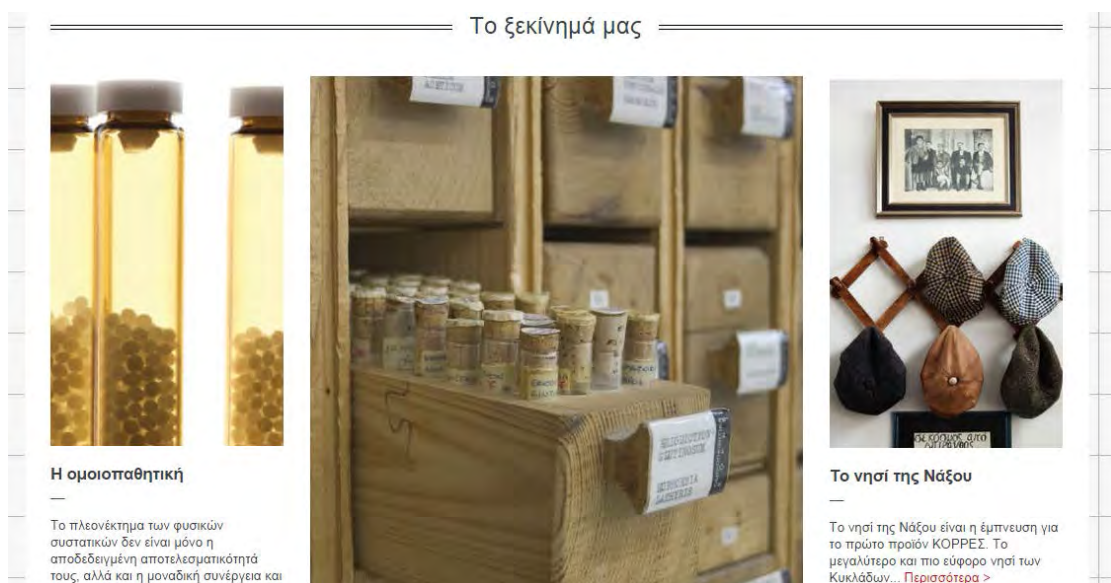 Το ξεκίνημά μας
Η ομοιοπαθητική
Το πλεονέκτημα των φυσικών
συστατικών δεν είναι μόνο η
αποδεδειγμένη αποτελεσματικότητά
τους, αλλά και η μοναδική συνέργεια και
Το νησί της Νάξου
Το νησί της Νάξου είναι η έμπνευση για
το πρώτο προϊόν ΚΟΡΡΕΣ. Το
μεγαλύτερο και πιο εύφορο νησί των
Κυκλάδων... Περισσότερα >